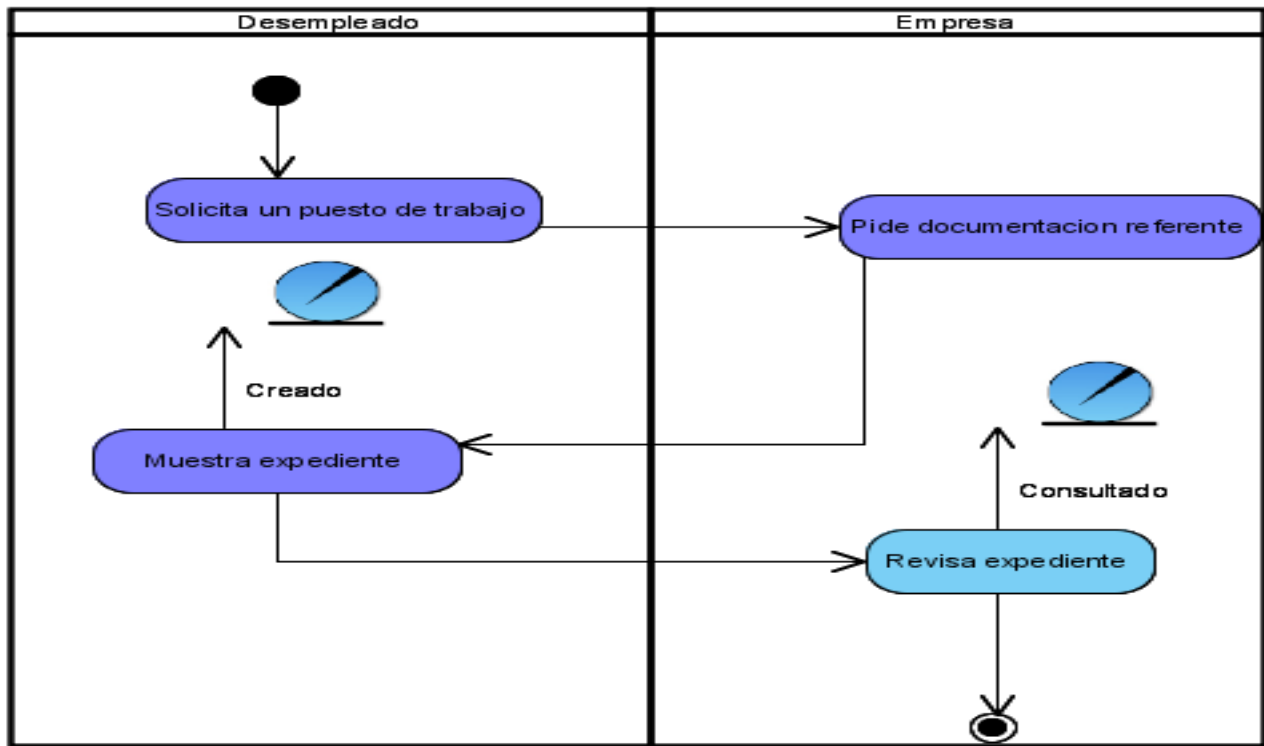 Desempleado
Empresa
Solicita un puesto de trabajo
Pide documentacion referente
Creado
Muestra expediente
Consultado
Revisa expediente